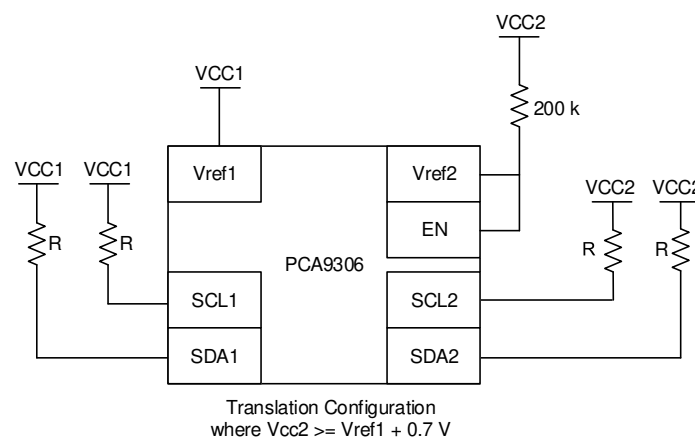 VCC2
VCC1
200 k
VCC1 VCC1
Vref1
Vref2
VCC2 VCC2
EN
R
R
R
R
PCA9306
SCL1
SCL2
SDA1
SDA2
Translation Configuration
where Vcc2 >= Vref1 + 0.7 V